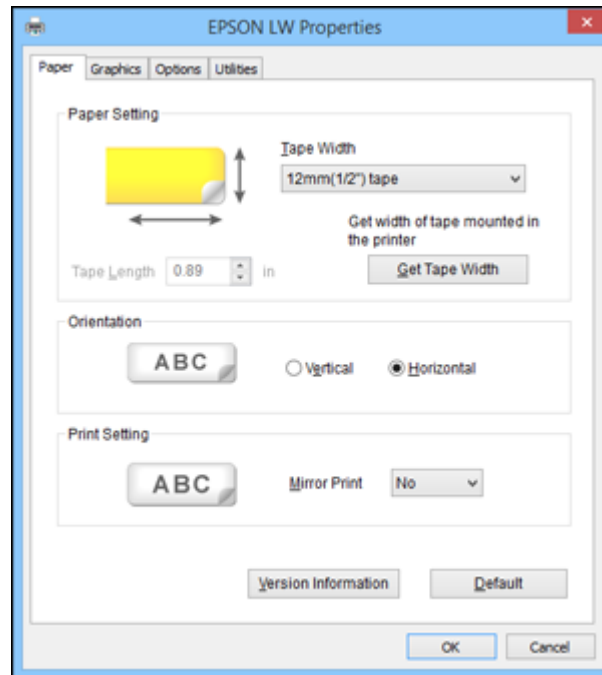 EPSON LW Properties
Paper Graphics Options Utilities
Paper Setting
Tape Width
12mm(1/2") tape
Get width of tape mounted in
the printer
Tape Length 0.89 in
Get Tape Width
Orientation
ABC
Vertical Horizontal
Print Setting
ABC
Mirror Print No
Version Information Default
OK Cancel